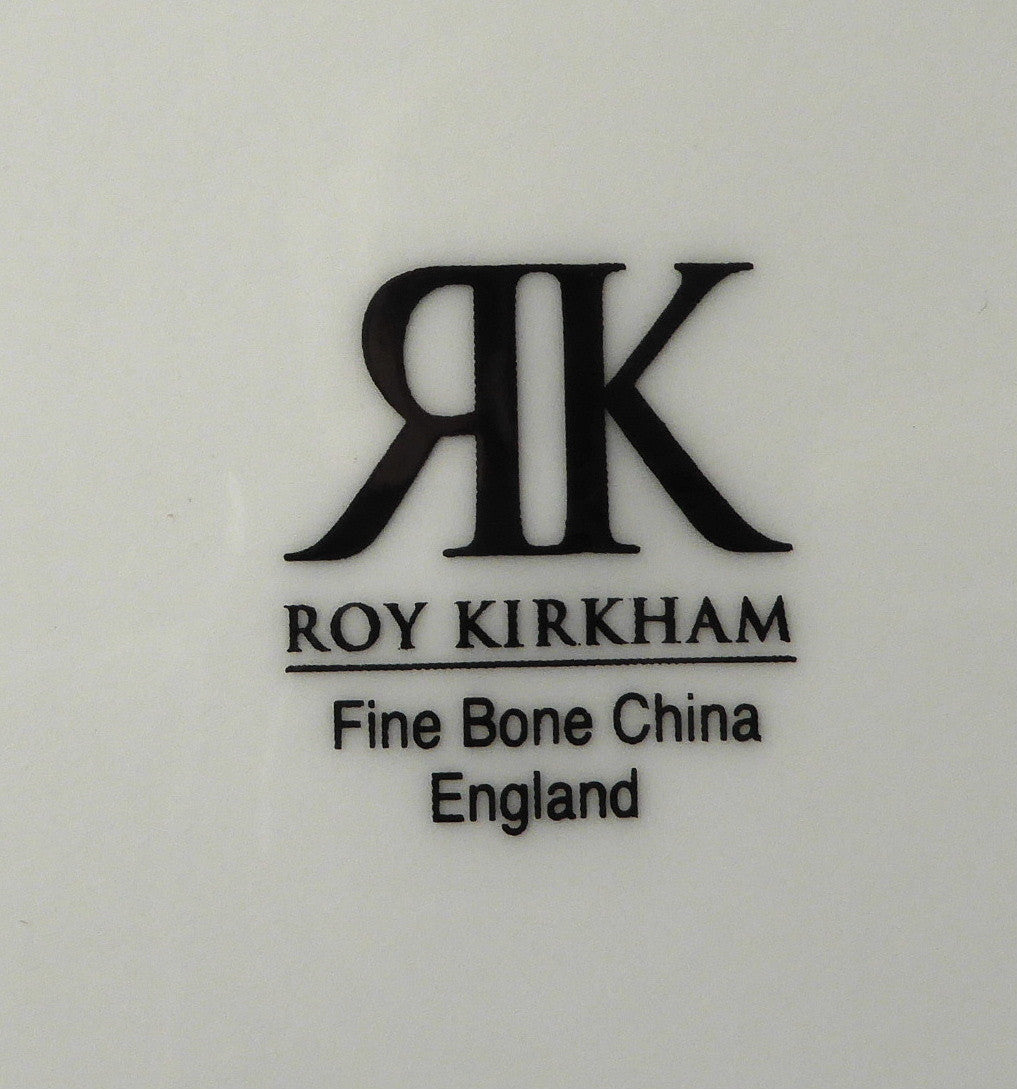 RK
ROY KIRKHAM
Fine Bone China
England